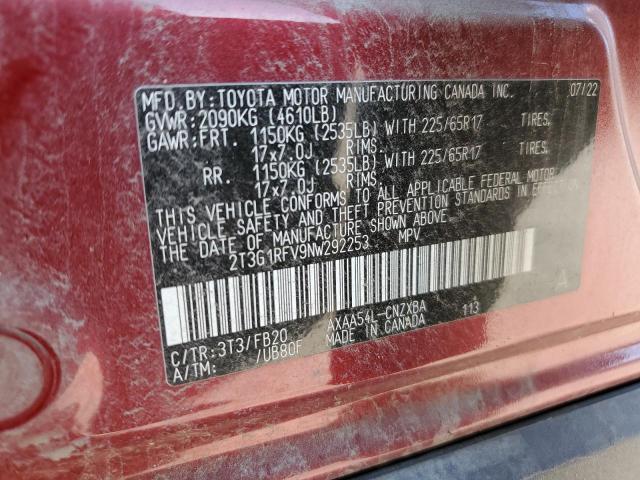 MFD. BY: TOYOTA MOTOR MANUFACTURING CANADA INC. 07/22
GVWR: 2090KG (4610LB)
GAWR: FRT. 1150KG (2535LB) WITH 225/65R17 TIRES.
17x7.0J RIMS.
RR. 1150KG (2535LB) WITH 225/65R17 TIRES.
17x7.0J RIMS.
THIS VEHICLE CONFORMS TO ALL APPLICABLE FEDERAL MOTOR
VEHICLE SAFETY AND THEFT PREVENTION STANDARDS IN EFFECT ON
THE DATE OF MANUFACTURE SHOWN ABOVE.
2T3G1RFV9NW292253 MPV
C/TR: 3T3/FB20 AXAA54L-CNZXBA 113
A/TM: /UB80F MADE IN CANADA
A